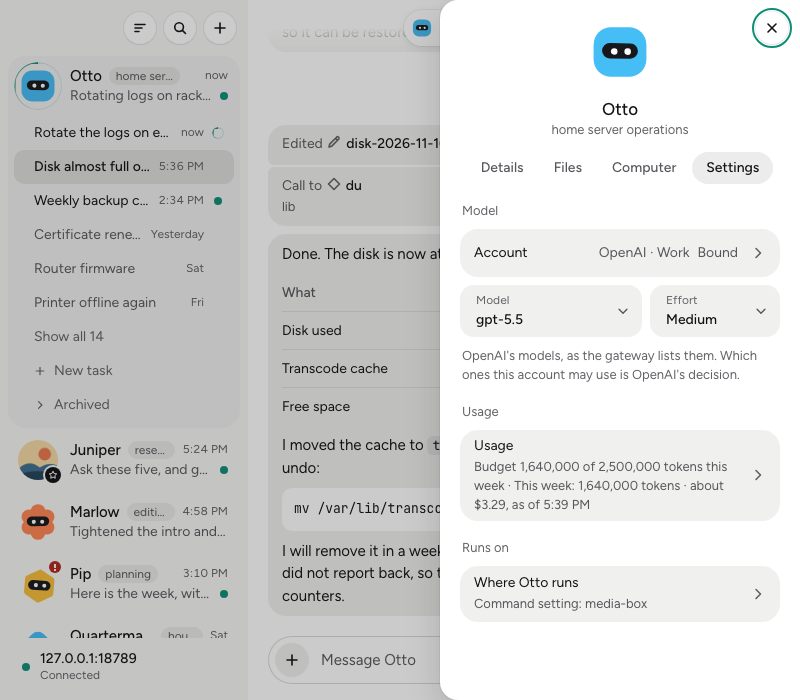 Otto home ser... now
Rotating logs on rack...
Rotate the logs on e... now
Disk almost full o... 5:36 PM
Weekly backup c... 2:34 PM
Certificate rene... Yesterday
Router firmware Sat
Printer offline again Fri
Show all 14
New task
Archived
Juniper rese... 5:24 PM
Ask these five, and g...
Marlow editi... 4:58 PM
Tightened the intro and...
Pip planning 3:10 PM
Here is the week, wit...
Quarterma hou... Sat
127.0.0.1:18789
Connected
so it can be restor
Edited disk-2026-11-1
Call to du
lib
Done. The disk is now at
What
Disk used
Transcode cache
Free space
I moved the cache to
undo:
mv /var/lib/transco
I will remove it in a week
did not report back, so t
counters.
Message Otto
Otto
home server operations
Details Files Computer Settings
Model
Account OpenAI · Work Bound
Model
gpt-5.5
Effort
Medium
OpenAI's models, as the gateway lists them. Which
ones this account may use is OpenAI's decision.
Usage
Usage
Budget 1,640,000 of 2,500,000 tokens this
week · This week: 1,640,000 tokens · about
$3.29, as of 5:39 PM
Runs on
Where Otto runs
Command setting: media-box